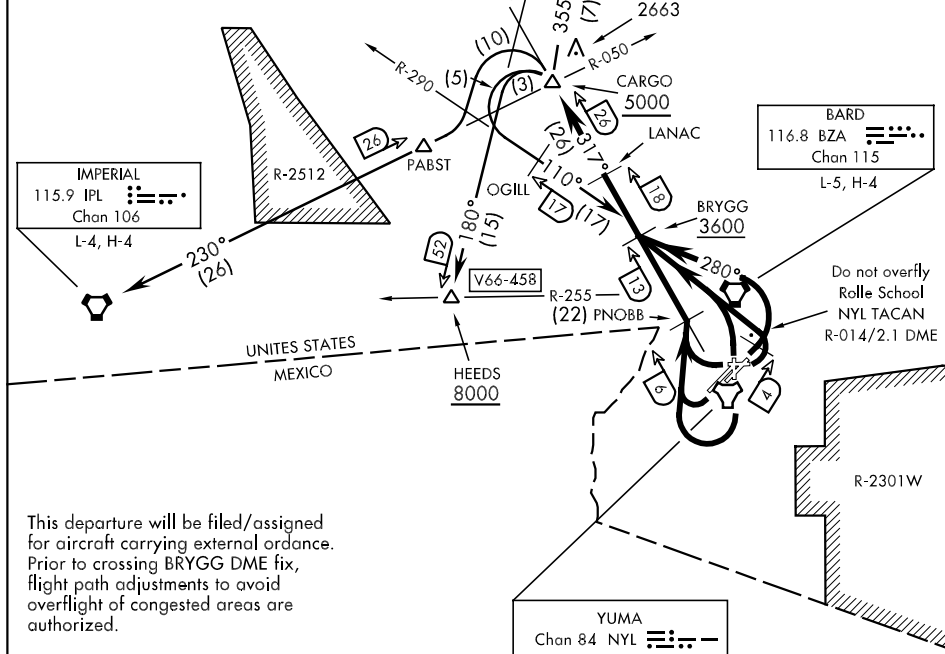 355°
(7)
2663
(10)
R-290
(5)
(3)
R-050
CARGO
5000
26
26
317°
(26)
LANAC
BARD
116.8 BZA
Chan 115
L-5, H-4
PABST
R-2512
IMPERIAL
115.9 IPL
Chan 106
L-4, H-4
110°
OGILL
17
(17)
18
BRYGG
3600
180°
(15)
230°
(26)
52
V66-458
13
280°
R-255
(22)
PNOBB
Do not overfly
Rolle School
NYL TACAN
R-014/2.1 DME
UNITES STATES
MEXICO
HEEDS
8000
6
4
R-2301W
This departure will be filed/assigned
for aircraft carrying external ordance.
Prior to crossing BRYGG DME fix,
flight path adjustments to avoid
overflight of congested areas are
authorized.
YUMA
Chan 84 NYL